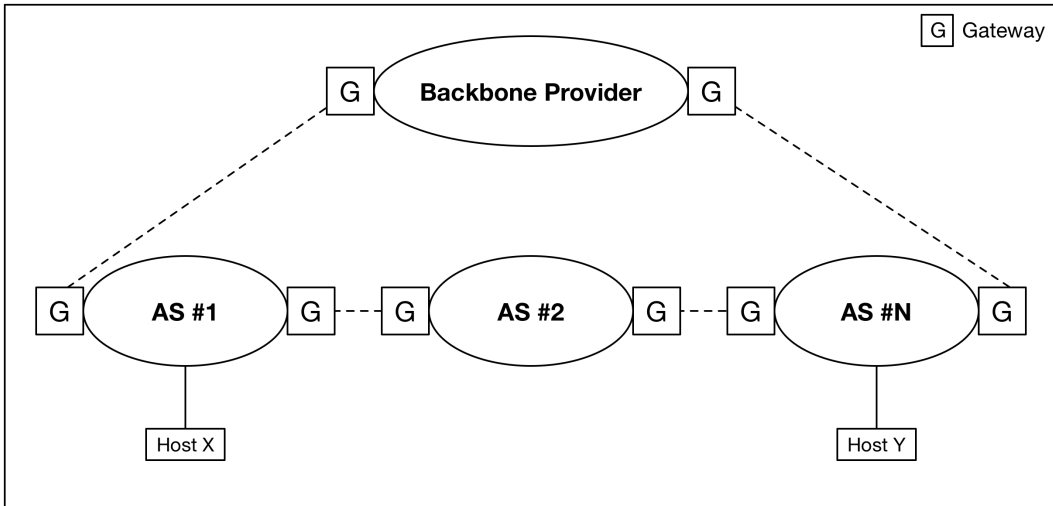 G Gateway
G Backbone Provider G
G AS #1 G G AS #2 G G AS #N G
Host X Host Y